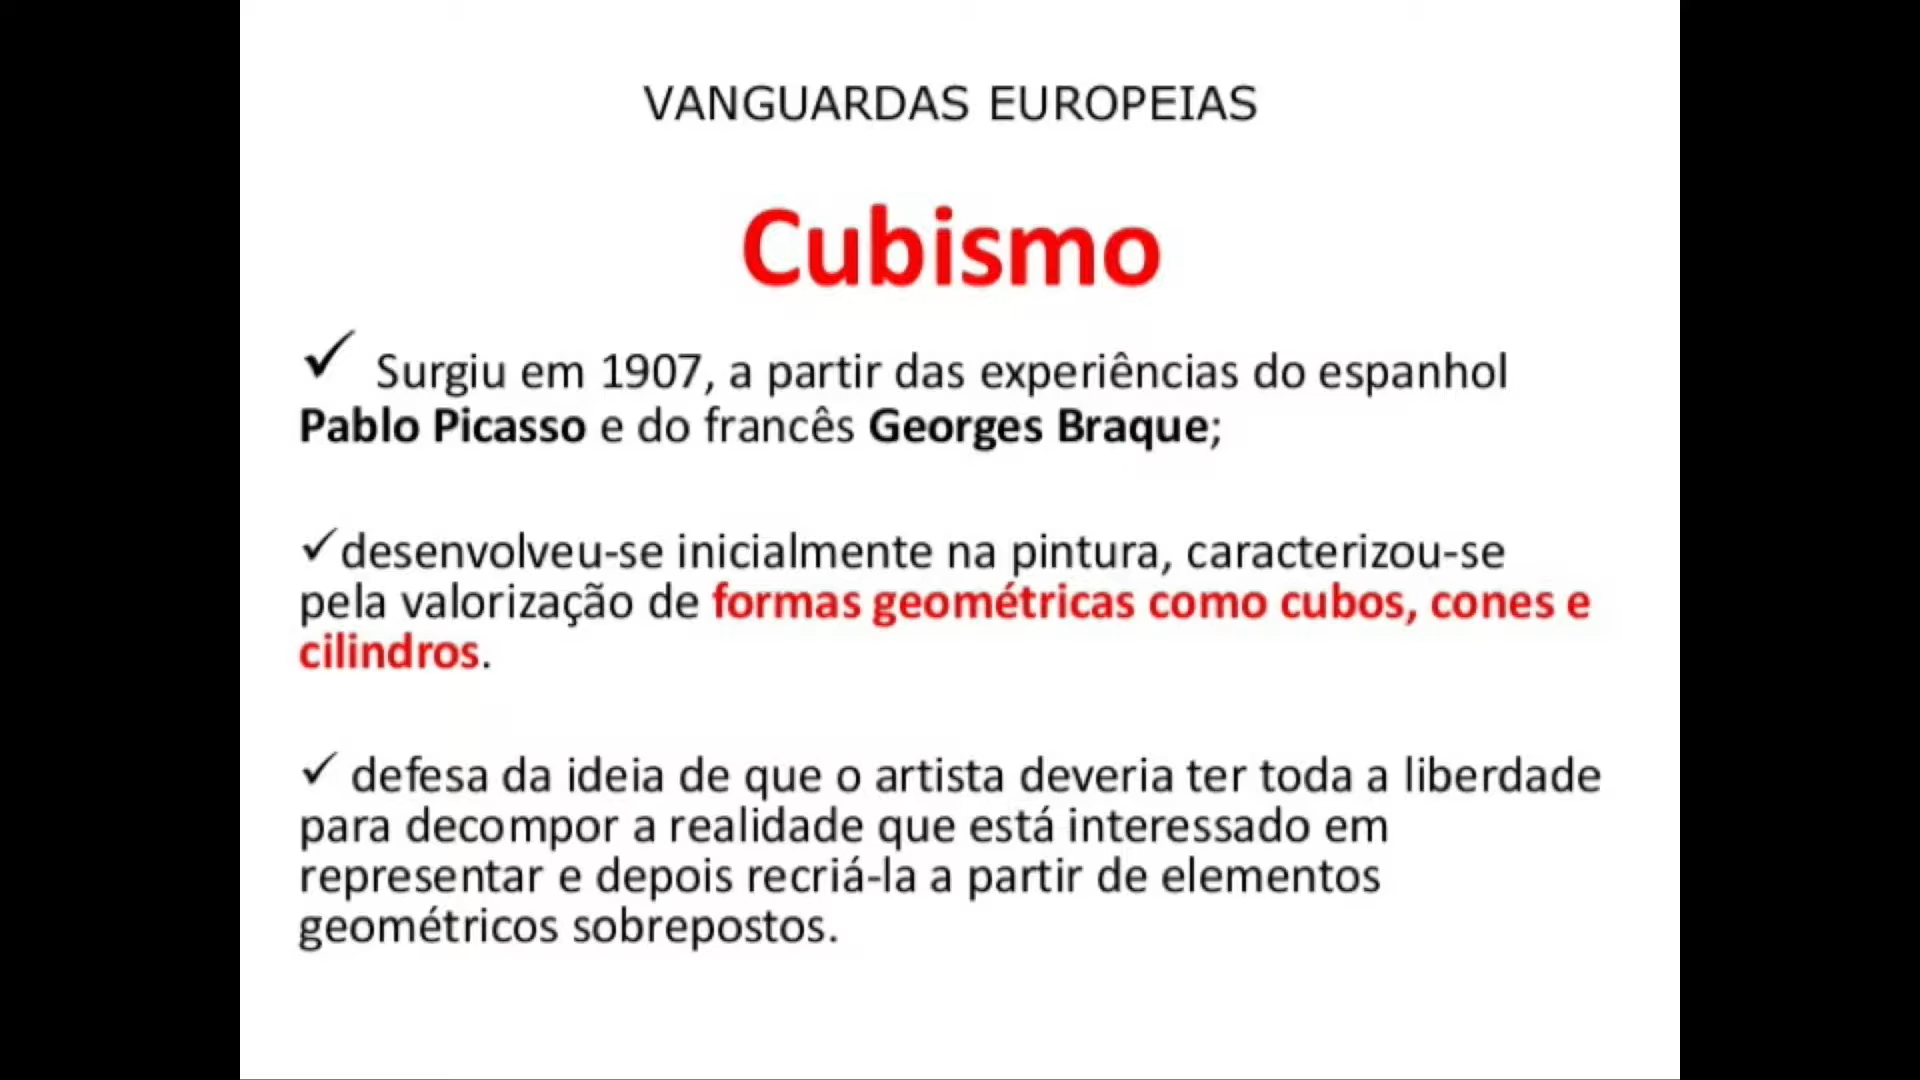 VANGUARDAS EUROPEIAS
Cubismo
✓ Surgiu em 1907, a partir das experiências do espanhol
Pablo Picasso e do francês Georges Braque;
✓desenvolveu-se inicialmente na pintura, caracterizou-se
pela valorização de formas geométricas como cubos, cones e
cilindros.
✓ defesa da ideia de que o artista deveria ter toda a liberdade
para decompor a realidade que está interessado em
representar e depois recriá-la a partir de elementos
geométricos sobrepostos.